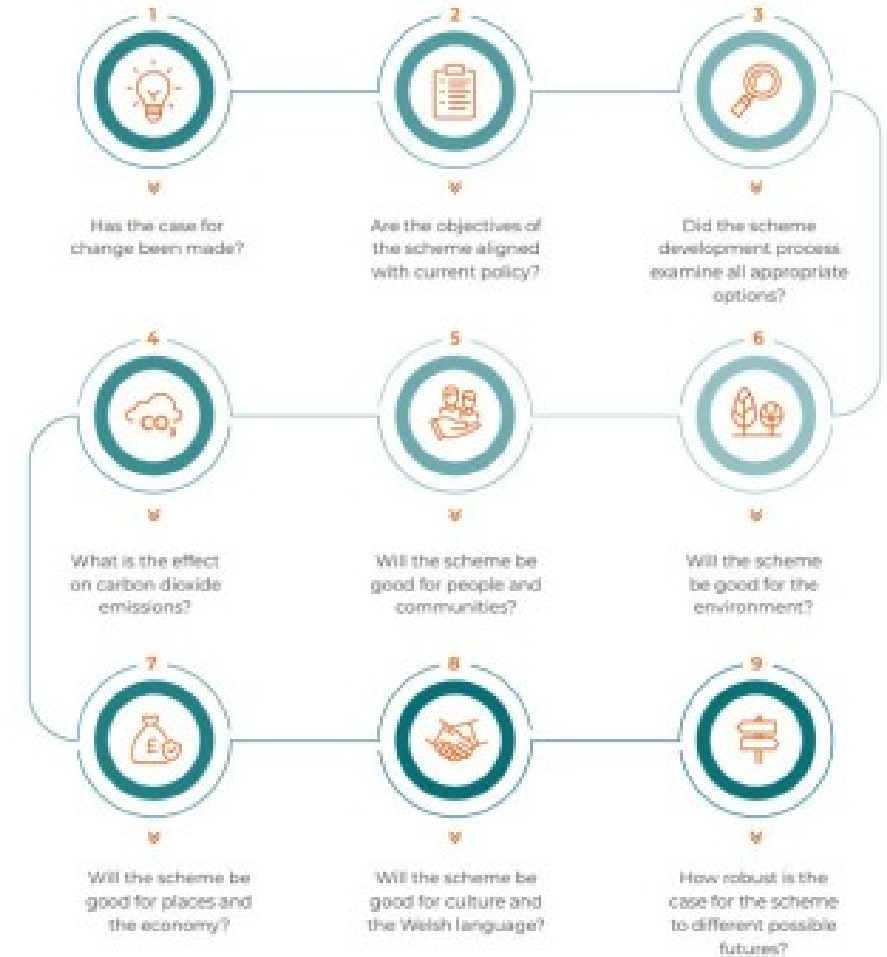 1
2
3
Has the case for
change been made?
Are the objectives of
the scheme aligned
with current policy?
Did the scheme
development process
examine all appropriate
options?
4
5
6
CO2
What is the effect
on carbon dioxide
emissions?
Will the scheme be
good for people and
communities?
Will the scheme
be good for the
environment?
7
8
9
£
Will the scheme be
good for places and
the economy?
Will the scheme be
good for culture and
the Welsh language?
How robust is the
case for the scheme
to different possible
futures?